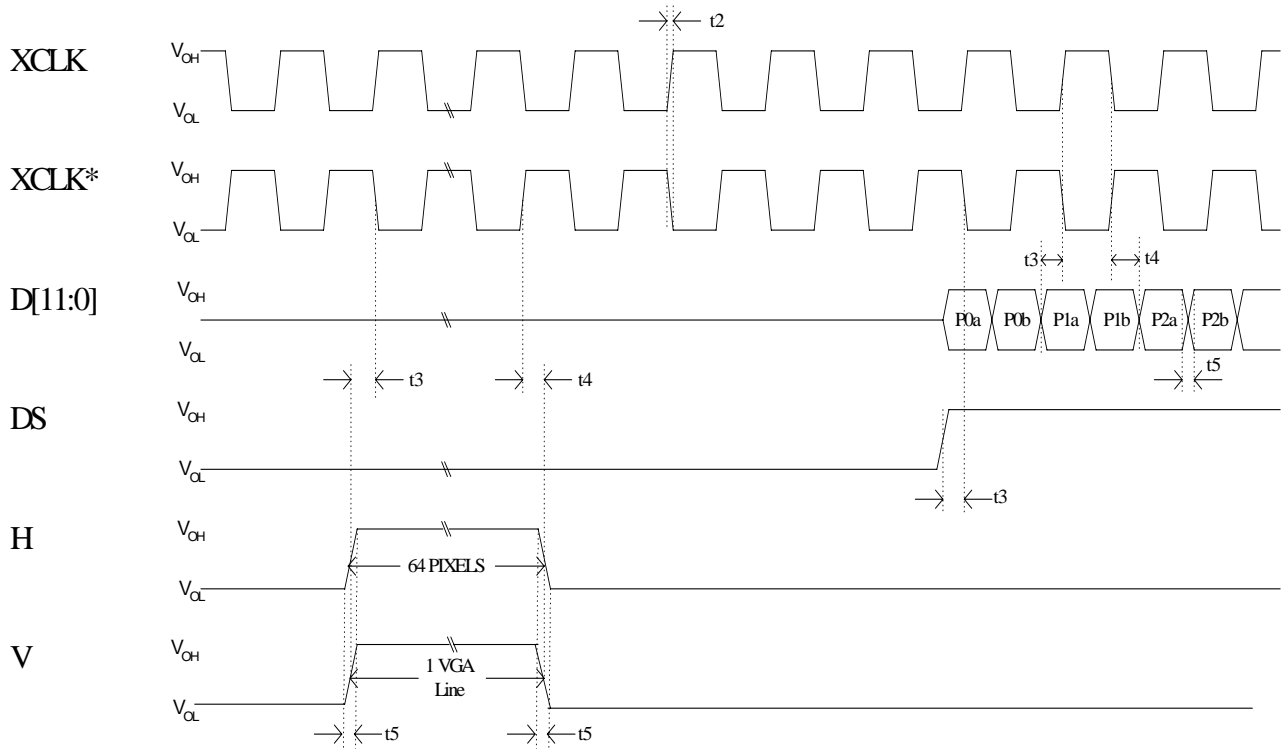 t2
XCLK
VOH
VOL
XCLK*
VOH
VOL
t3
t4
D[11:0]
VOH
P0a
P0b
P1a
P1b
P2a
P2b
VOL
t3
t4
t5
DS
VOH
VOL
t3
H
VOH
64 PIXELS
VOL
V
VOH
1 VGA
Line
VOL
t5
t5